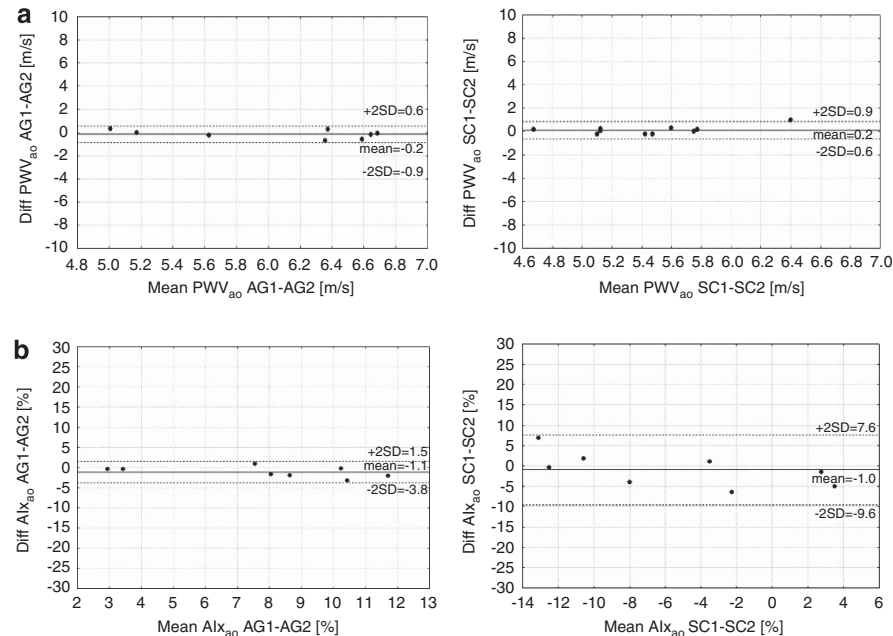 a
10
8
6
4
2
0
-2
-4
-6
-8
-10
Diff PWVao AG1-AG2 [m/s]
+2SD=0.6
mean=-0.2
-2SD=-0.9
4.8 5.0 5.2 5.4 5.6 5.8 6.0 6.2 6.4 6.6 6.8 7.0
Mean PWVao AG1-AG2 [m/s]
10
8
6
4
2
0
-2
-4
-6
-8
-10
Diff PWVao SC1-SC2 [m/s]
+2SD=0.9
mean=0.2
-2SD=0.6
4.6 4.8 5.0 5.2 5.4 5.6 5.8 6.0 6.2 6.4 6.6 6.8 7.0
Mean PWVao SC1-SC2 [m/s]
b
30
25
20
15
10
5
0
-5
-10
-15
-20
-25
-30
Diff AIxao AG1-AG2 [%]
+2SD=1.5
mean=-1.1
-2SD=-3.8
2 3 4 5 6 7 8 9 10 11 12 13
Mean AIxao AG1-AG2 [%]
30
25
20
15
10
5
0
-5
-10
-15
-20
-25
-30
Diff AIxao SC1-SC2 [%]
+2SD=7.6
mean=-1.0
-2SD=-9.6
-14 -12 -10 -8 -6 -4 -2 0 2 4 6
Mean AIxao SC1-SC2 [%]